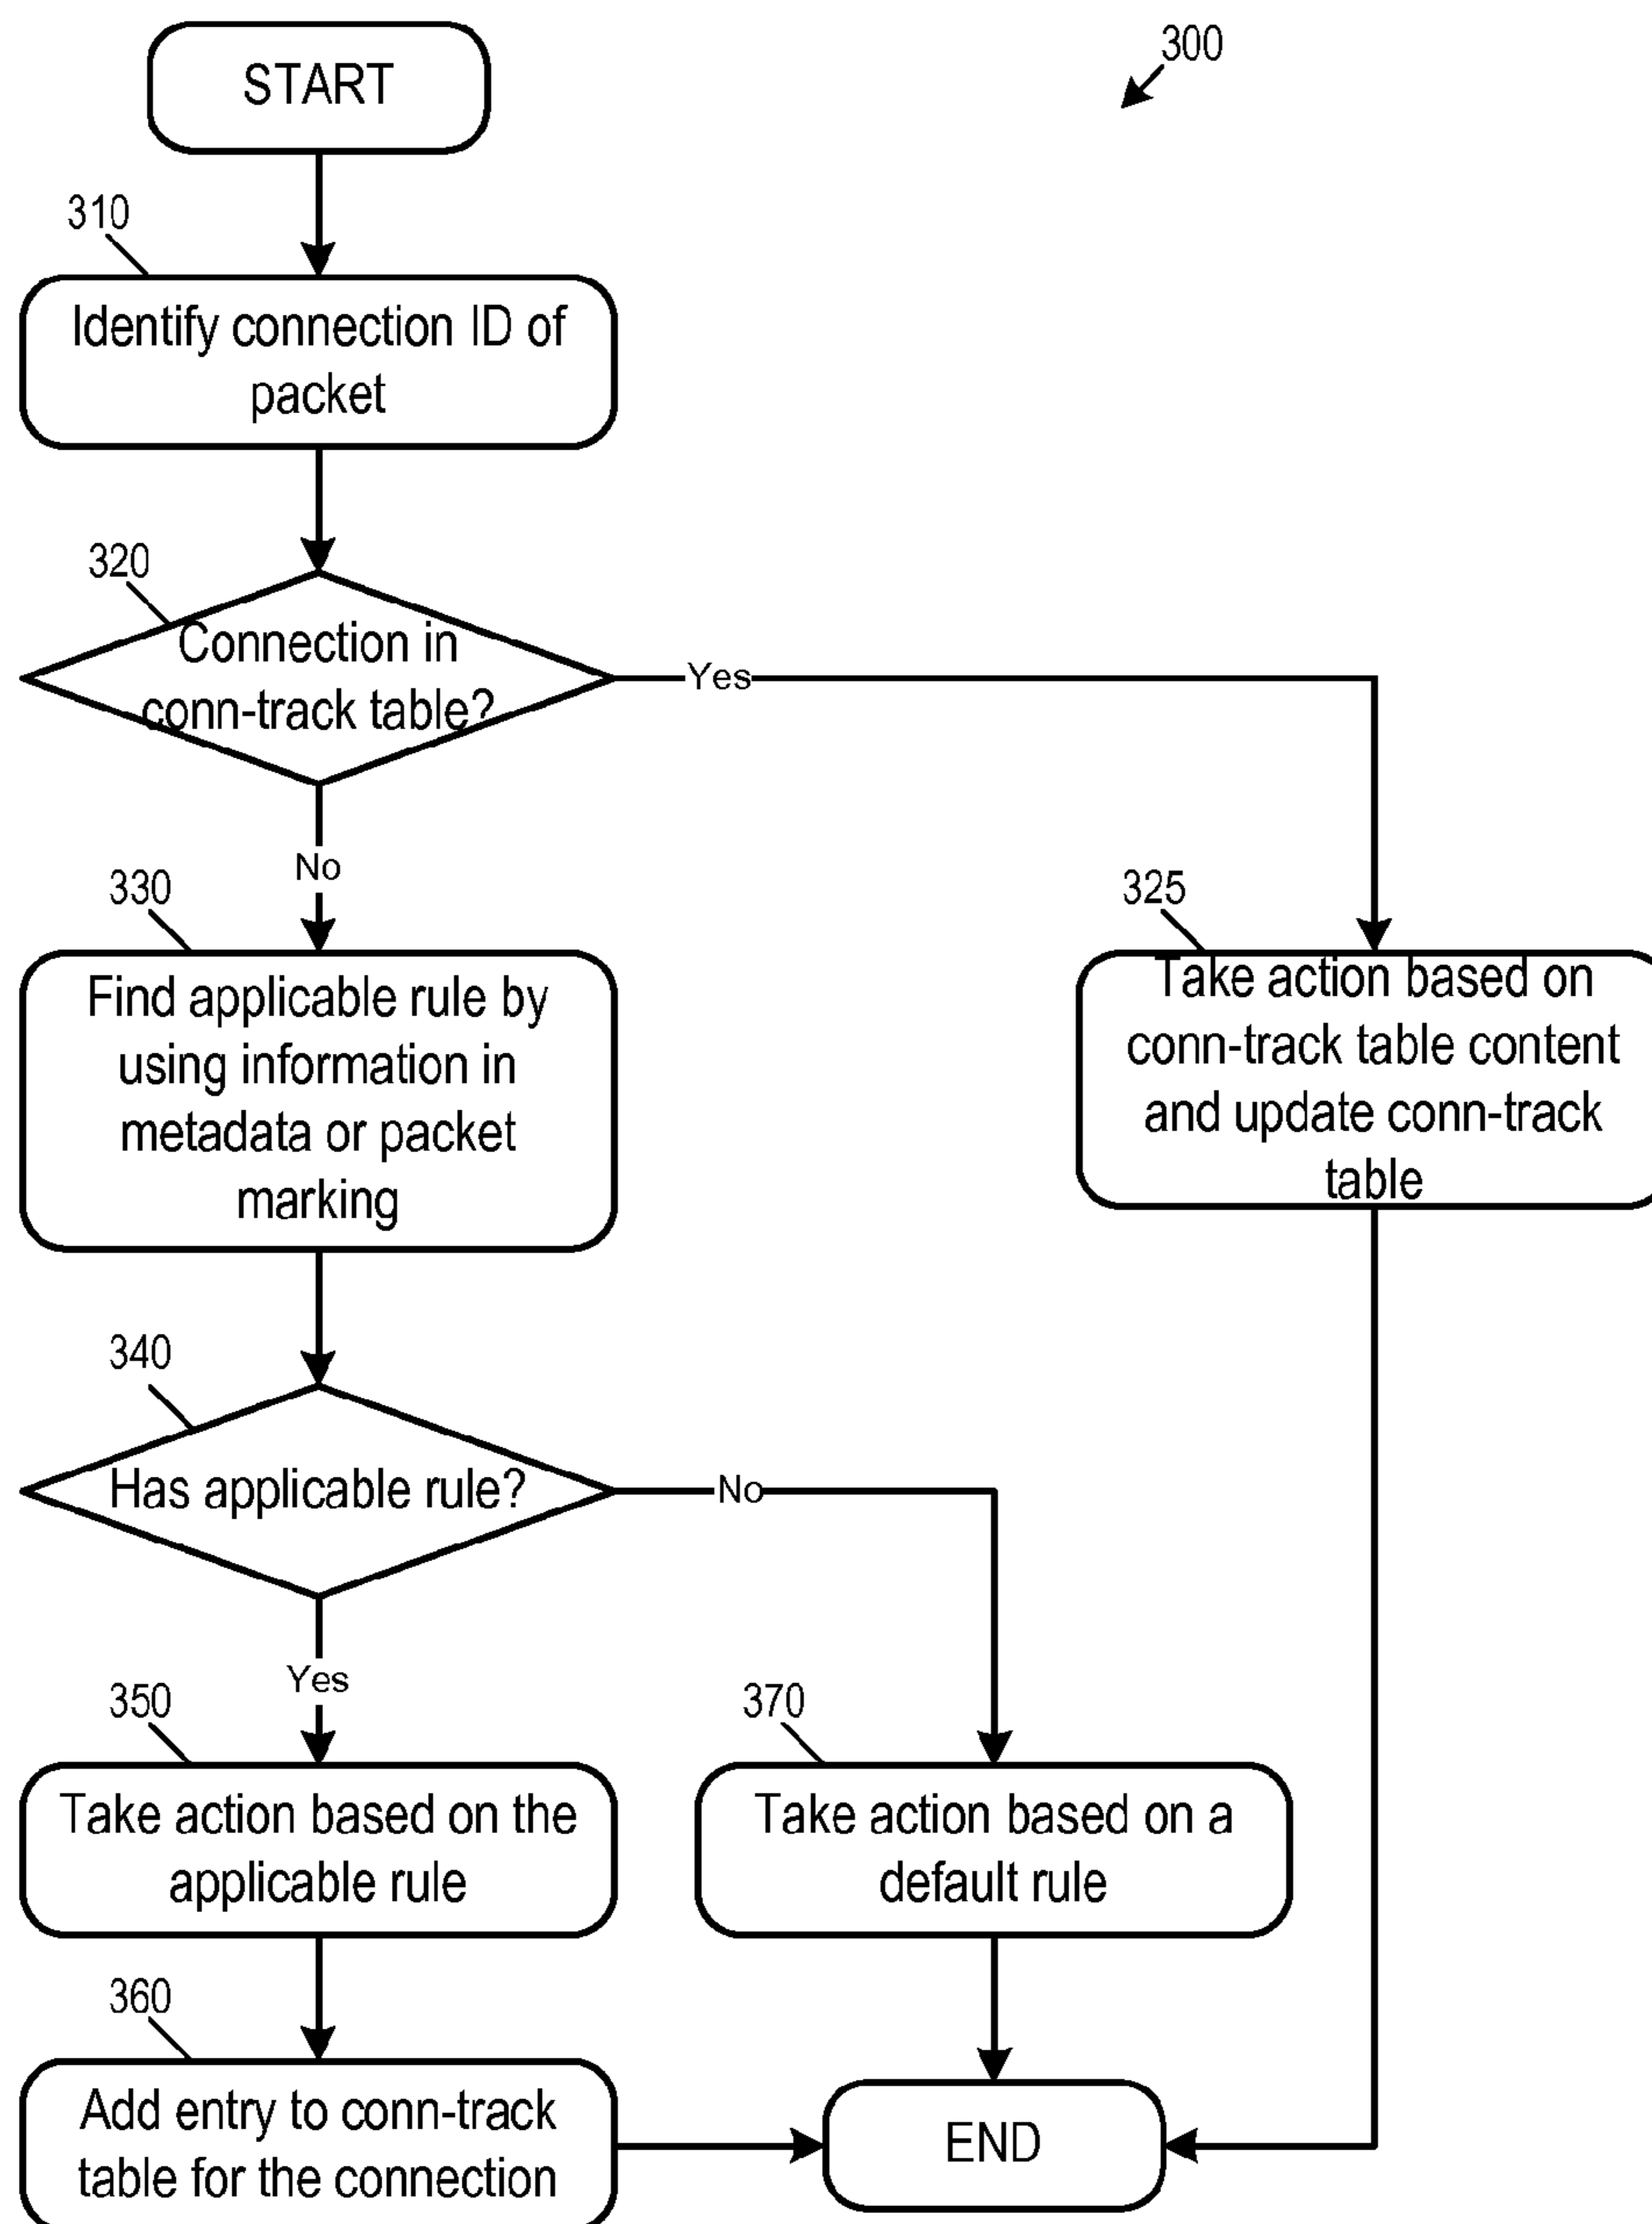 START
300
310
Identify connection ID of
packet
320
Connection in
conn-track table?
Yes
No
330
Find applicable rule by
using information in
metadata or packet
marking
325
Take action based on
conn-track table content
and update conn-track
table
340
Has applicable rule?
No
Yes
350
Take action based on the
applicable rule
370
Take action based on a
default rule
360
Add entry to conn-track
table for the connection
END